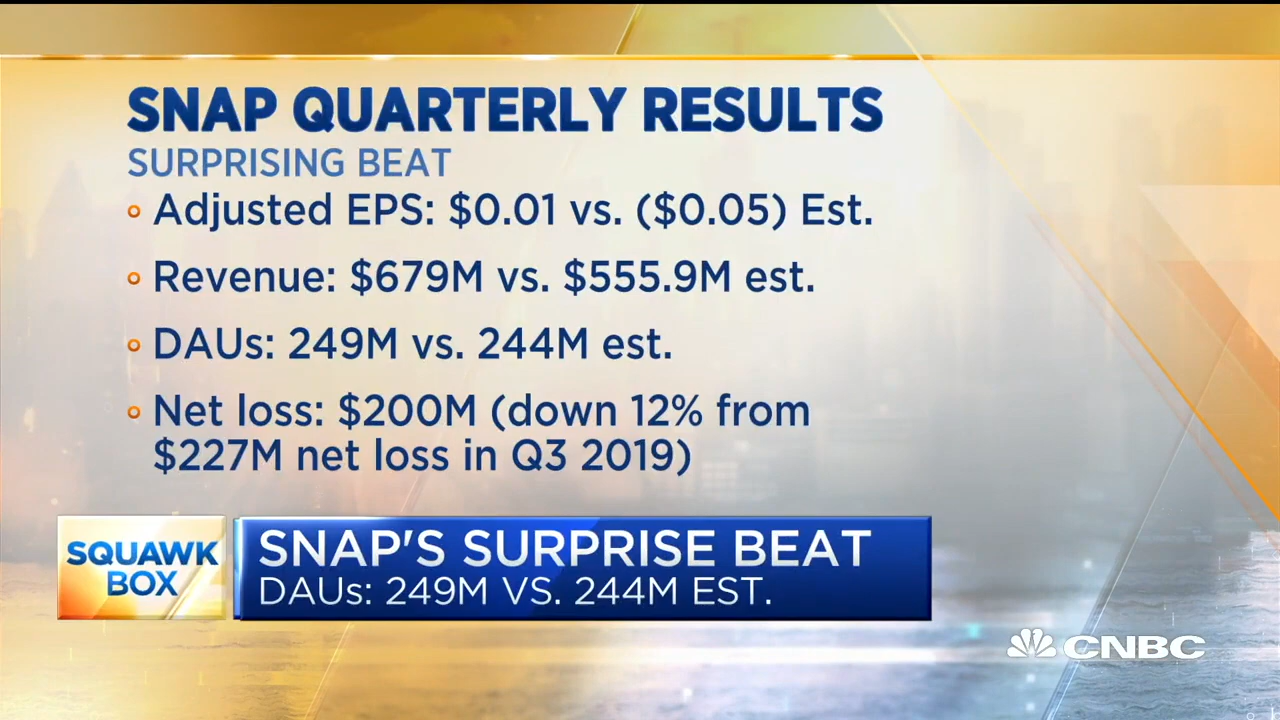 SNAP QUARTERLY RESULTS
SURPRISING BEAT
Adjusted EPS: $0.01 vs. ($0.05) Est.
Revenue: $679M vs. $555.9M est.
DAUs: 249M vs. 244M est.
Net loss: $200M (down 12% from
$227M net loss in Q3 2019)
SQUAWK
BOX
SNAP'S SURPRISE BEAT
DAUs: 249M VS. 244M EST.
CNBC